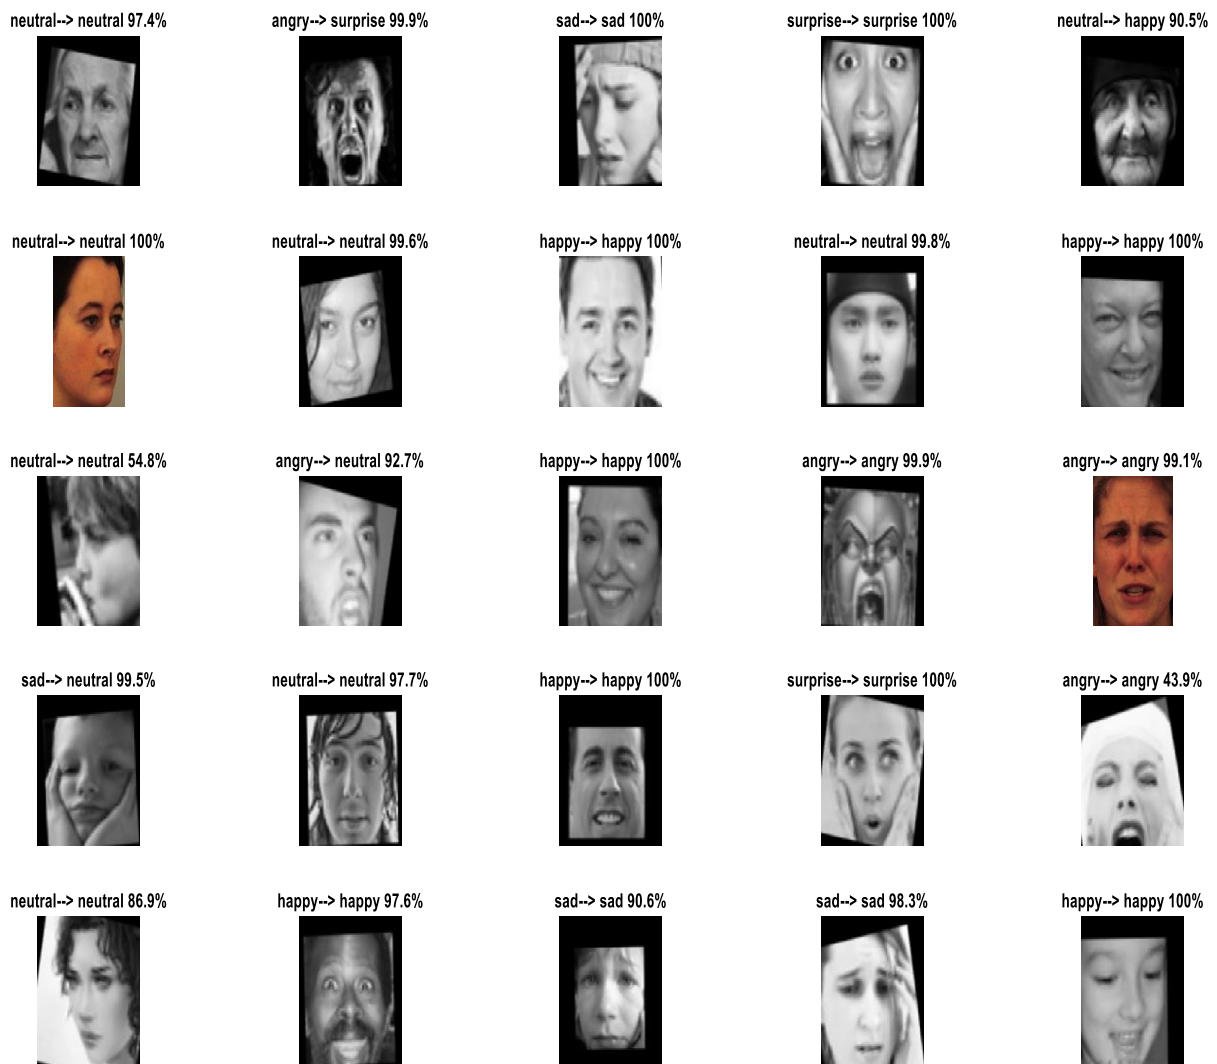 neutral--> neutral 97.4%
angry--> surprise 99.9%
sad--> sad 100%
surprise--> surprise 100%
neutral--> happy 90.5%
neutral--> neutral 100%
neutral--> neutral 99.6%
happy--> happy 100%
neutral--> neutral 99.8%
happy--> happy 100%
neutral--> neutral 54.8%
angry--> neutral 92.7%
happy--> happy 100%
angry--> angry 99.9%
angry--> angry 99.1%
sad--> neutral 99.5%
neutral--> neutral 97.7%
happy--> happy 100%
surprise--> surprise 100%
angry--> angry 43.9%
neutral--> neutral 86.9%
happy--> happy 97.6%
sad--> sad 90.6%
sad--> sad 98.3%
happy--> happy 100%